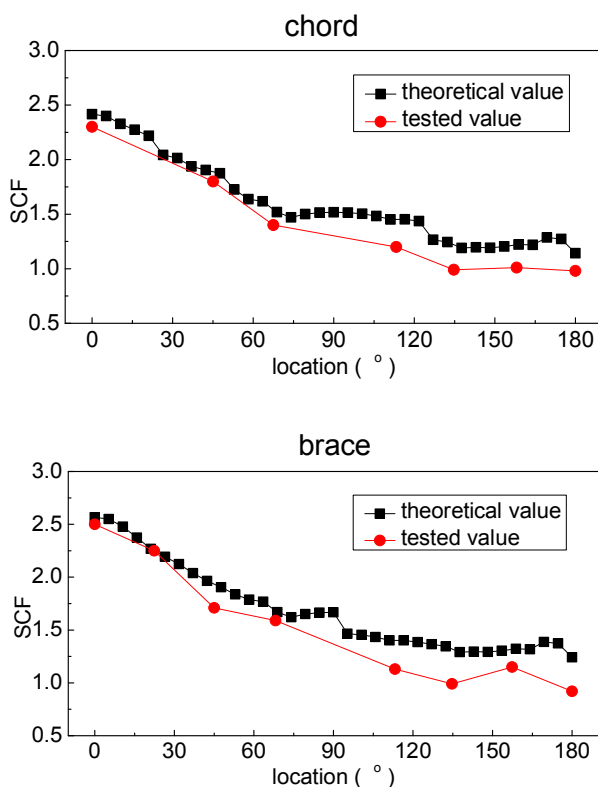 chord
3.0
2.5
2.0
1.5
1.0
0.5
SCF
theoretical value
tested value
0 30 60 90 120 150 180
location ( ° )
brace
3.0
2.5
2.0
1.5
1.0
0.5
SCF
theoretical value
tested value
0 30 60 90 120 150 180
location ( ° )